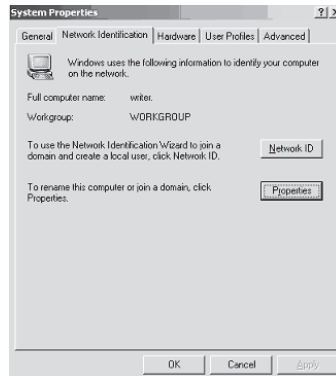 System Properties
General Network Identification Hardware User Profiles Advanced
Windows uses the following information to identify your computer
on the network.
Full computer name: writer.
Workgroup: WORKGROUP
To use the Network Identification Wizard to join a
domain and create a local user, click Network ID.
Network ID
To rename this computer or join a domain, click
Properties.
Properties
OK Cancel Apply